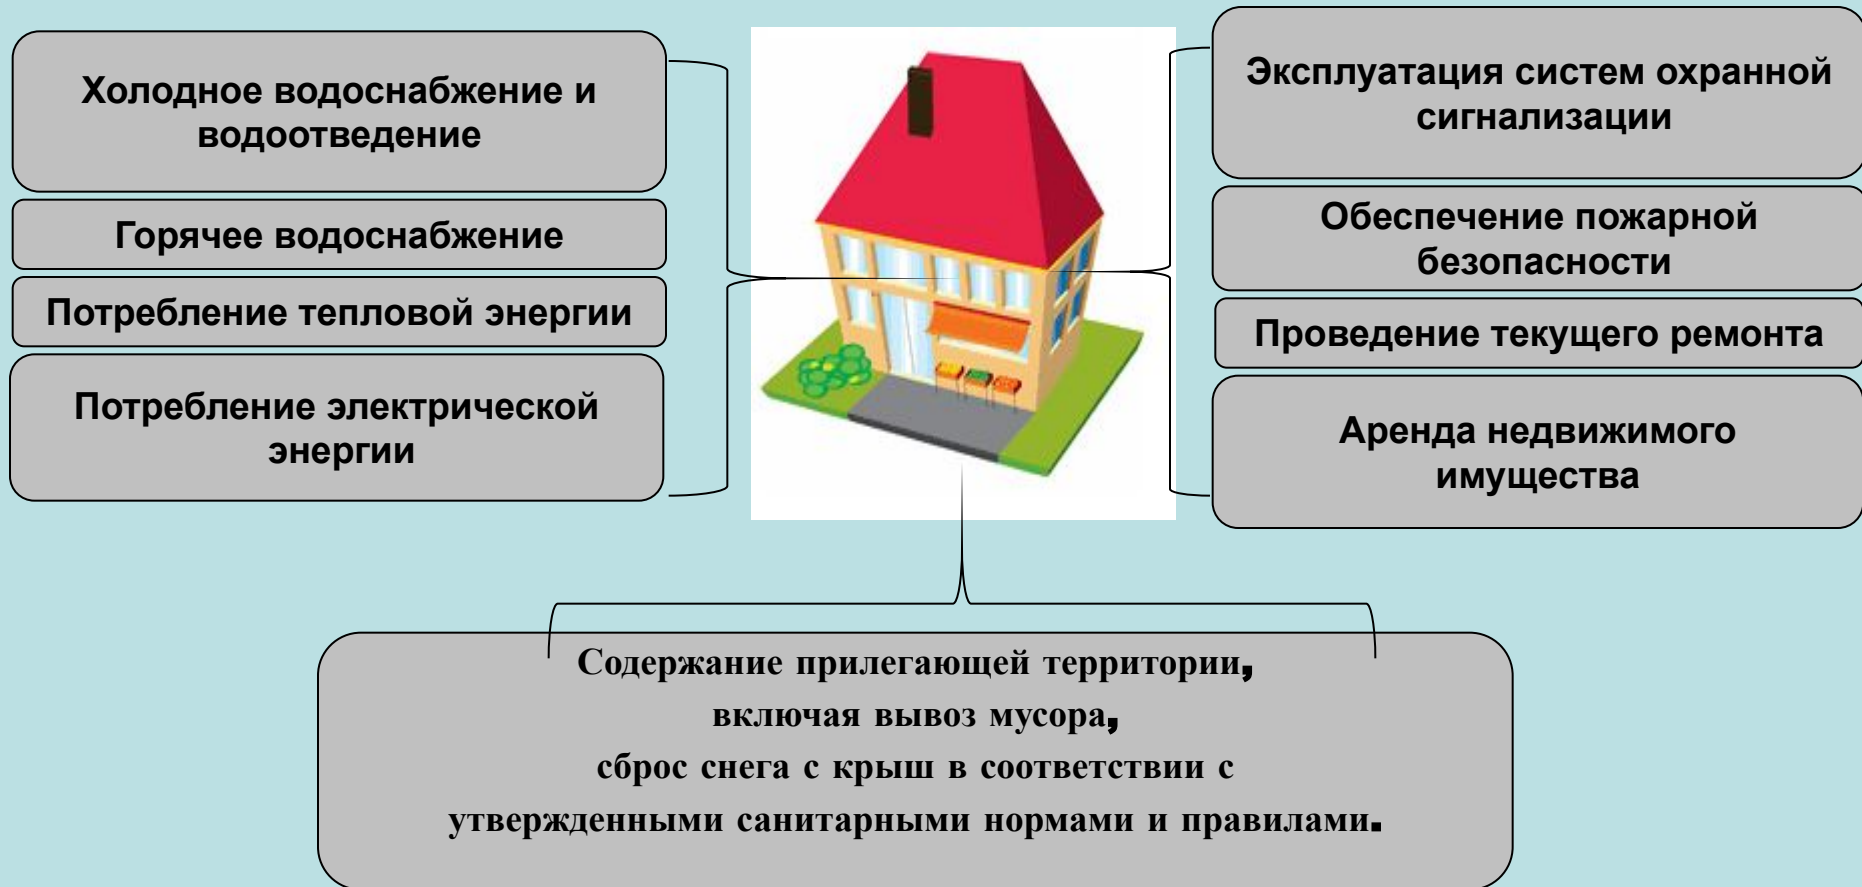 Холодное водоснабжение и
водоотведение
Горячее водоснабжение
Потребление тепловой энергии
Потребление электрической
энергии
Эксплуатация систем охранной
сигнализации
Обеспечение пожарной
безопасности
Проведение текущего ремонта
Аренда недвижимого
имущества
Содержание прилегающей территории,
включая вывоз мусора,
сброс снега с крыш в соответствии с
утвержденными санитарными нормами и правилами.